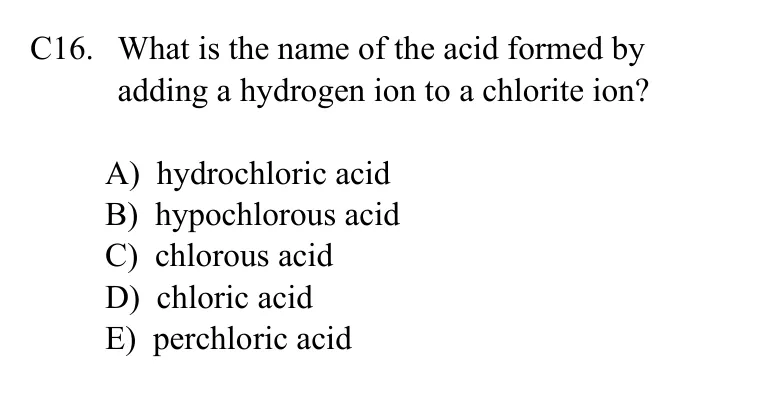 C16. What is the name of the acid formed by
adding a hydrogen ion to a chlorite ion?
A) hydrochloric acid
B) hypochlorous acid
C) chlorous acid
D) chloric acid
E) perchloric acid